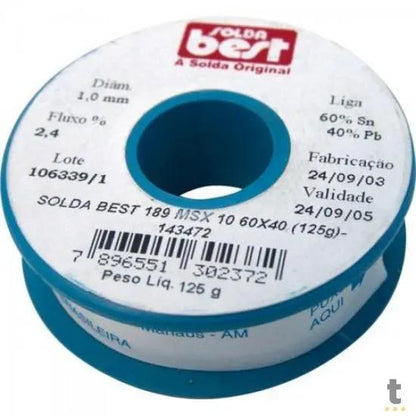 SOLDA
best
A Solda Original
Diâm.
1,0 mm
Fluxo %
2,4
Lote
106339/1
Liga
60% Sn
40% Pb
Fabricação
24/09/03
Validade
24/09/05
SOLDA BEST 189 MSX 10 60X40 (125g)-
143472
7 896551 302372
Peso Líq. 125 g
BRASILEIRA
Manaus - AM
AQUI
t